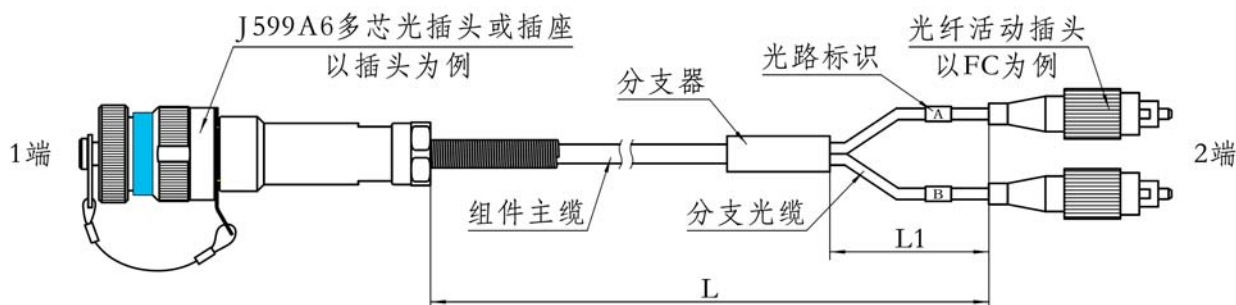 J599A6多芯光插头或插座
以插头为例
光纤活动插头
以FC为例
光路标识
分支器
A
1端
2端
B
组件主缆
分支光缆
L1
L